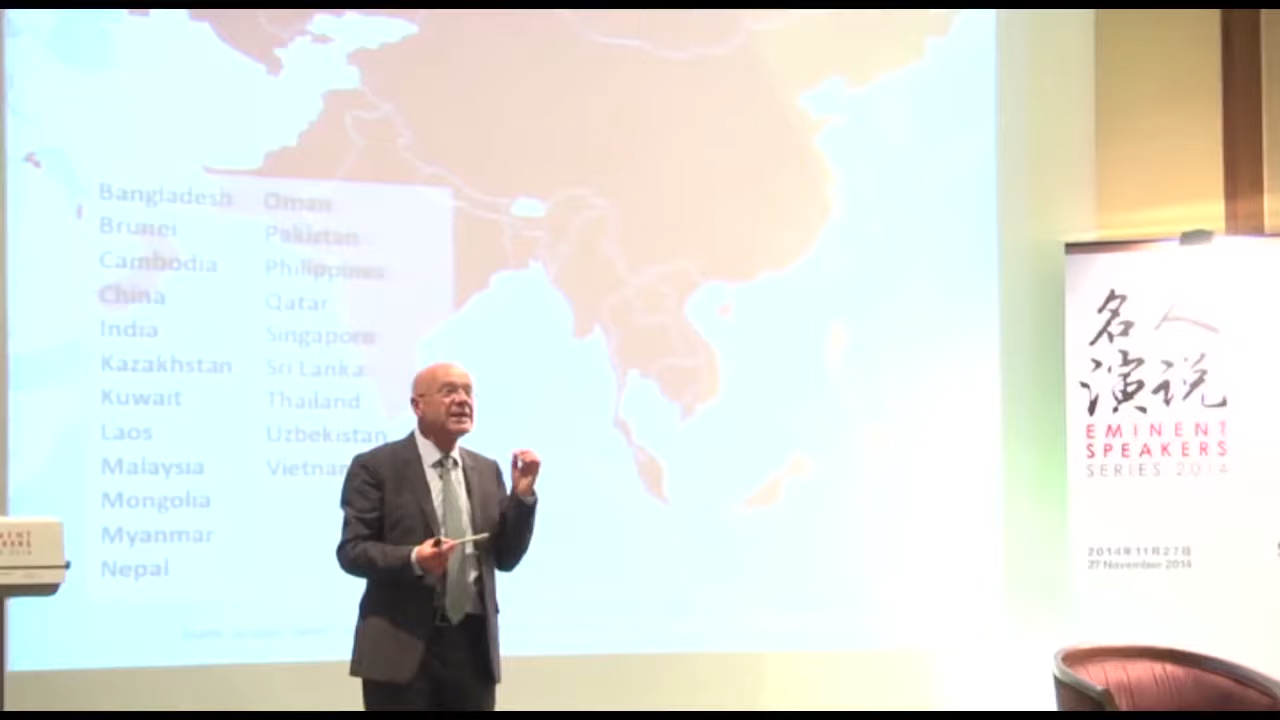 Bangladesh
Brunei
Cambodia
China
India
Kazakhstan
Kuwait
Laos
Malaysia
Mongolia
Myanmar
Nepal
Oman
Pakistan
Philippines
Qatar
Singapore
Sri Lanka
Thailand
Uzbekistan
Vietnam
名人
演说
EMINENT
SPEAKERS
SERIES 2014
2014年11月27日
27 November 2014